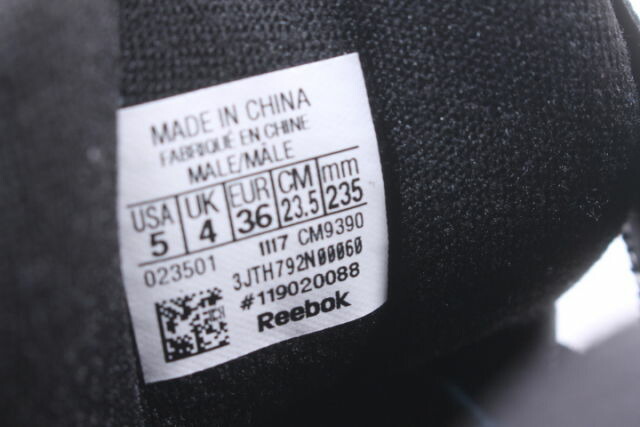 MADE IN CHINA
FABRIQUÉ EN CHINE
MALE/MÂLE
USA UK EUR CM mm
5 4 36 23.5 235
1117 CM9390
023501 3JTH792N00060
#119020088
Reebok